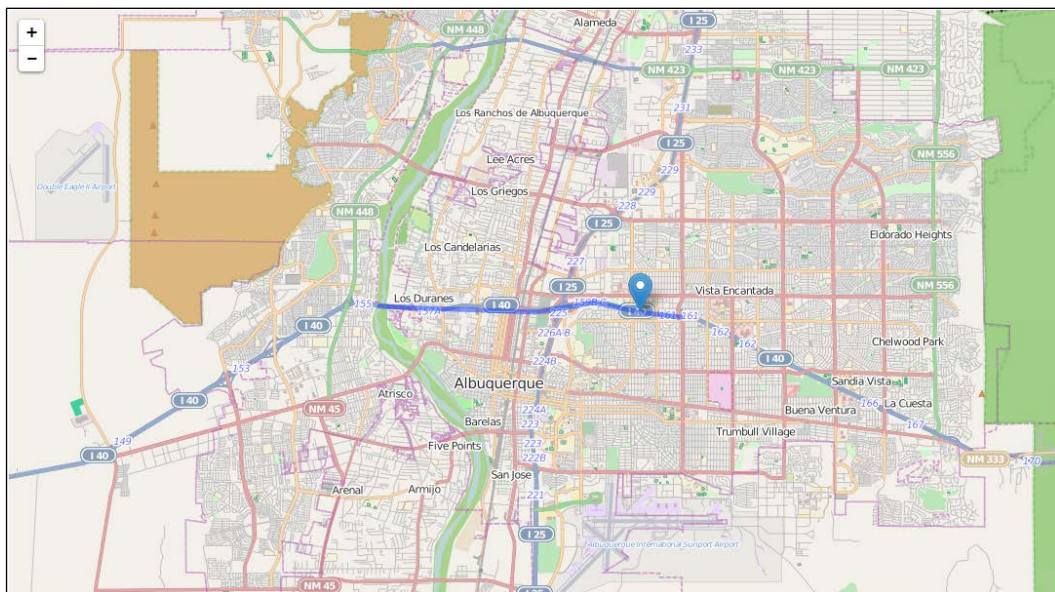 +
−
Alameda
I 25
NM 448
233
NM 423
NM 423
NM 423
231
Los Ranchos de Albuquerque
I 25
Lee Acres
NM 556
229
Double Eagle II Airport
Los Griegos
229
228
NM 448
I 25
Eldorado Heights
Los Candelarias
227
I 25
NM 556
Vista Encantada
Los Duranes
155
157A
I 40
225
159B-C
I 40
161
161
I 40
226A-B
162
162
Chelwood Park
153
224B
I 40
Albuquerque
Sandia Vista
Atrisco
I 40
NM 45
224A
166
La Cuesta
Buena Ventura
Barelas
223
167
149
Five Points
223
Trumbull Village
I 40
222B
NM 333
170
San Jose
Arenal
Armijo
221
I 25
Albuquerque International Sunport Airport
NM 45
I 25